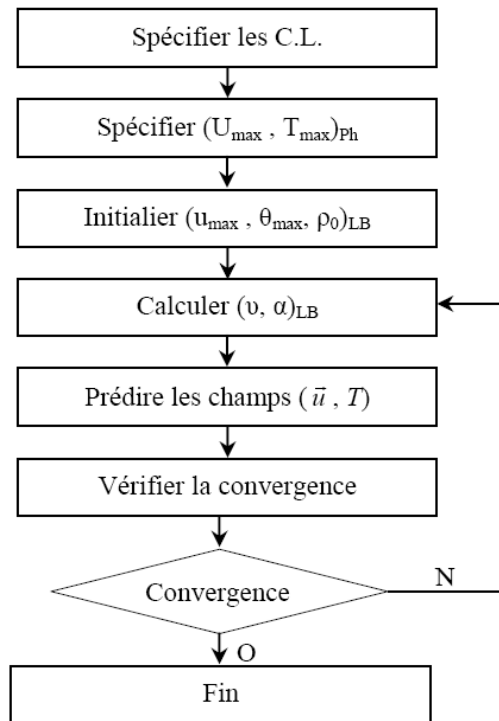 Spécifier les C.L.
Spécifier (Umax , Tmax)Ph
Initialier (umax , θmax, ρ0)LB
Calculer (υ, α)LB
Prédire les champs ( u⃗ , T)
Vérifier la convergence
Convergence
N
O
Fin